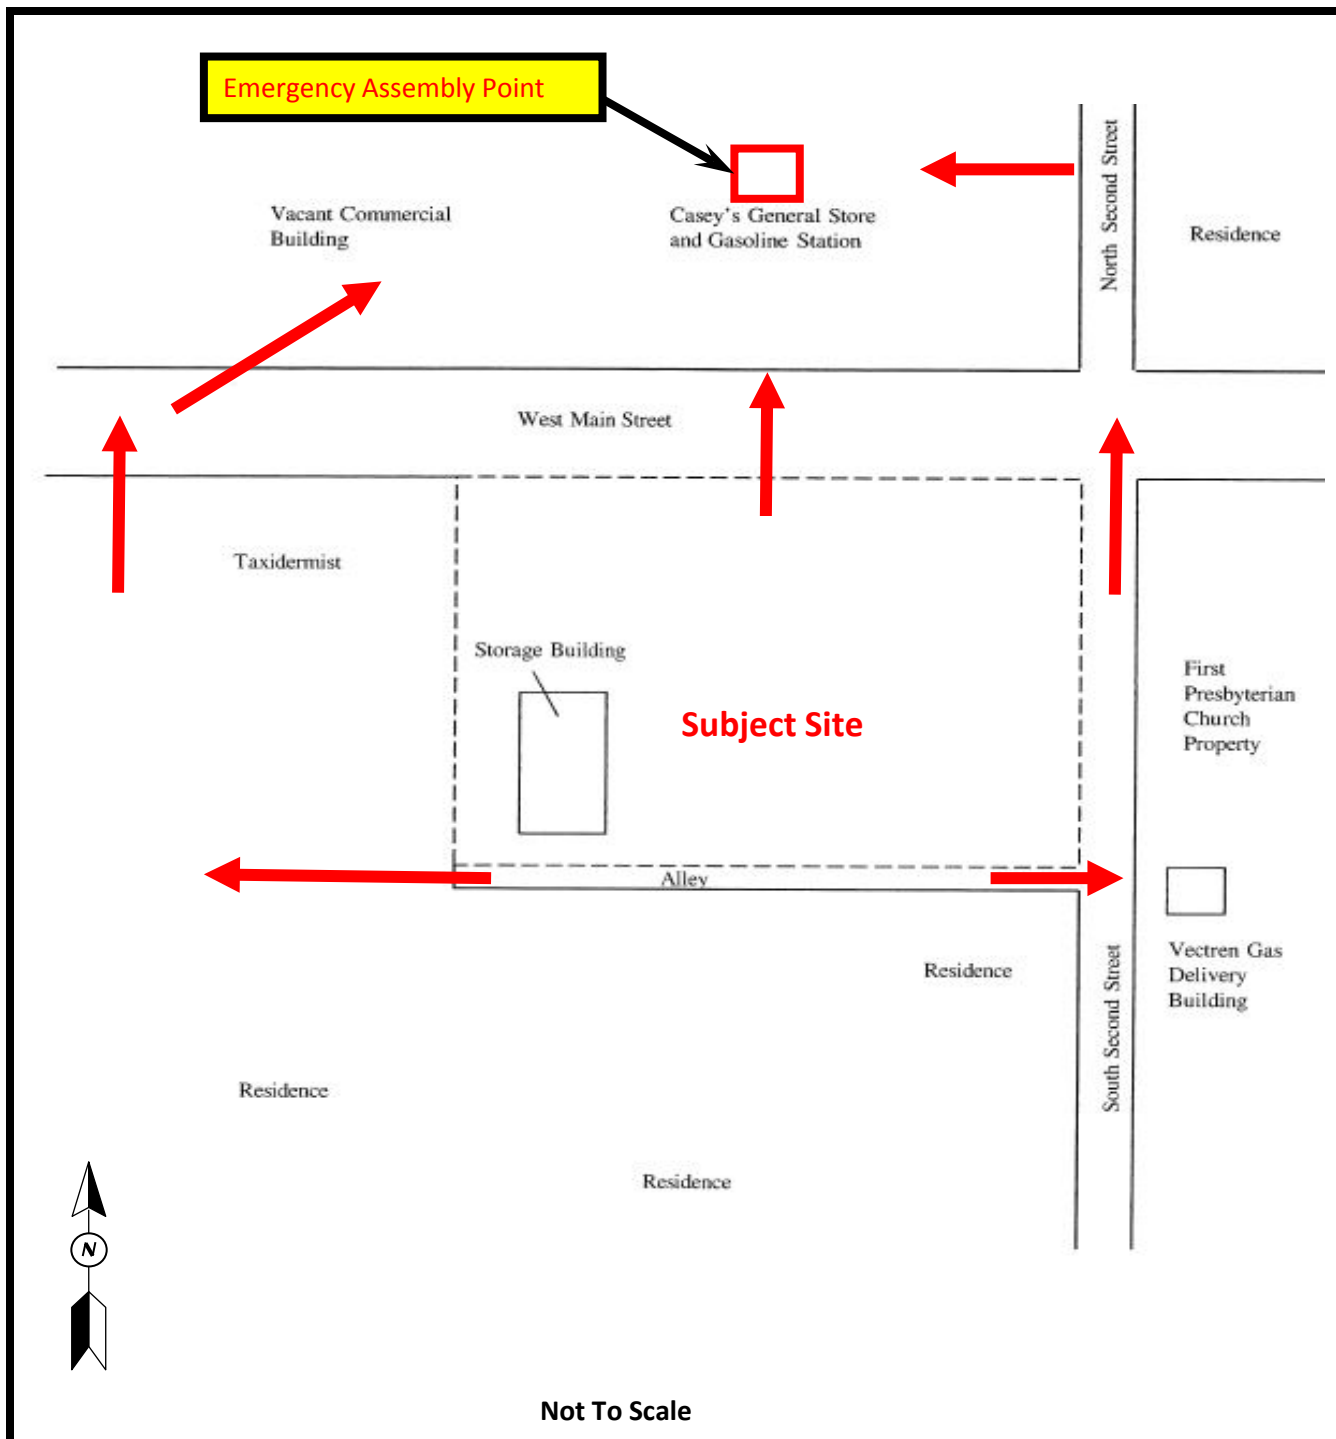 Emergency Assembly Point
Vacant Commercial
Building
Casey's General Store
and Gasoline Station
North Second Street
Residence
West Main Street
Taxidermist
Storage Building
Subject Site
First
Presbyterian
Church
Property
Alley
Residence
South Second Street
Vectren Gas
Delivery
Building
Residence
Residence
N
Not To Scale